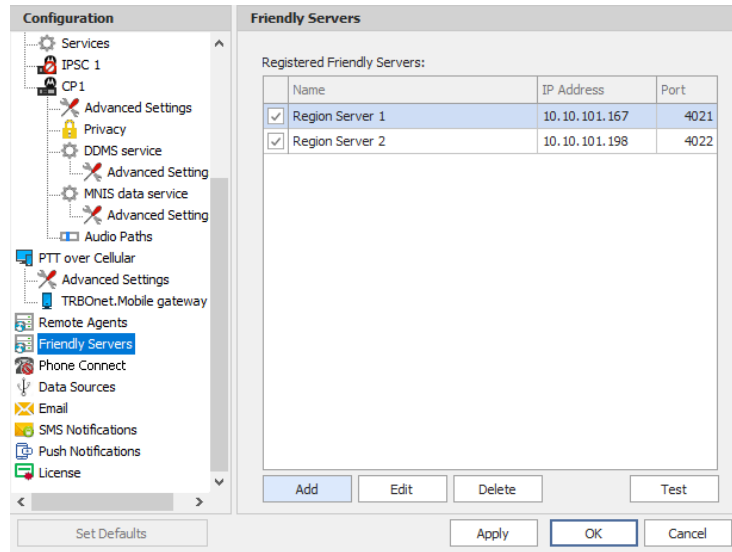 Configuration
Services
IPSC 1
CP1
Advanced Settings
Privacy
DDMS service
Advanced Setting
MNIS data service
Advanced Setting
Audio Paths
PTT over Cellular
Advanced Settings
TRBOnet.Mobile gateway
Remote Agents
Friendly Servers
Phone Connect
Data Sources
Email
SMS Notifications
Push Notifications
License
Set Defaults
Friendly Servers
Registered Friendly Servers:
Name IP Address Port
Region Server 1 10.10.101.167 4021
Region Server 2 10.10.101.198 4022
Add Edit Delete Test
Apply OK Cancel